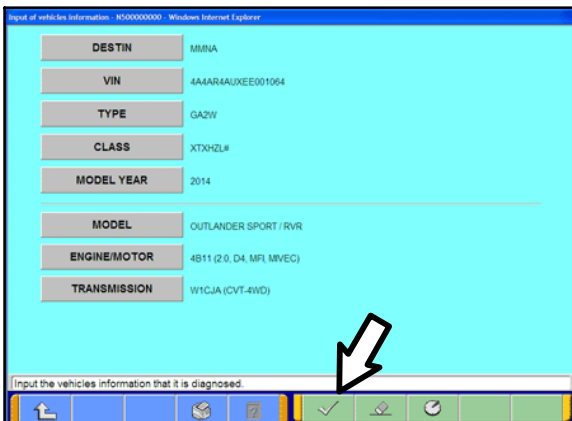 Input of vehicles information - N500000000 - Windows Internet Explorer
DESTIN MMNA
VIN 4A4AR4AUXEE001064
TYPE GA2W
CLASS XTXHZL#
MODEL YEAR 2014
MODEL OUTLANDER SPORT / RVR
ENGINE/MOTOR 4B11 (2.0, D4, MFI, MIVEC)
TRANSMISSION W1CJA (CVT-4WD)
Input the vehicles information that it is diagnosed.